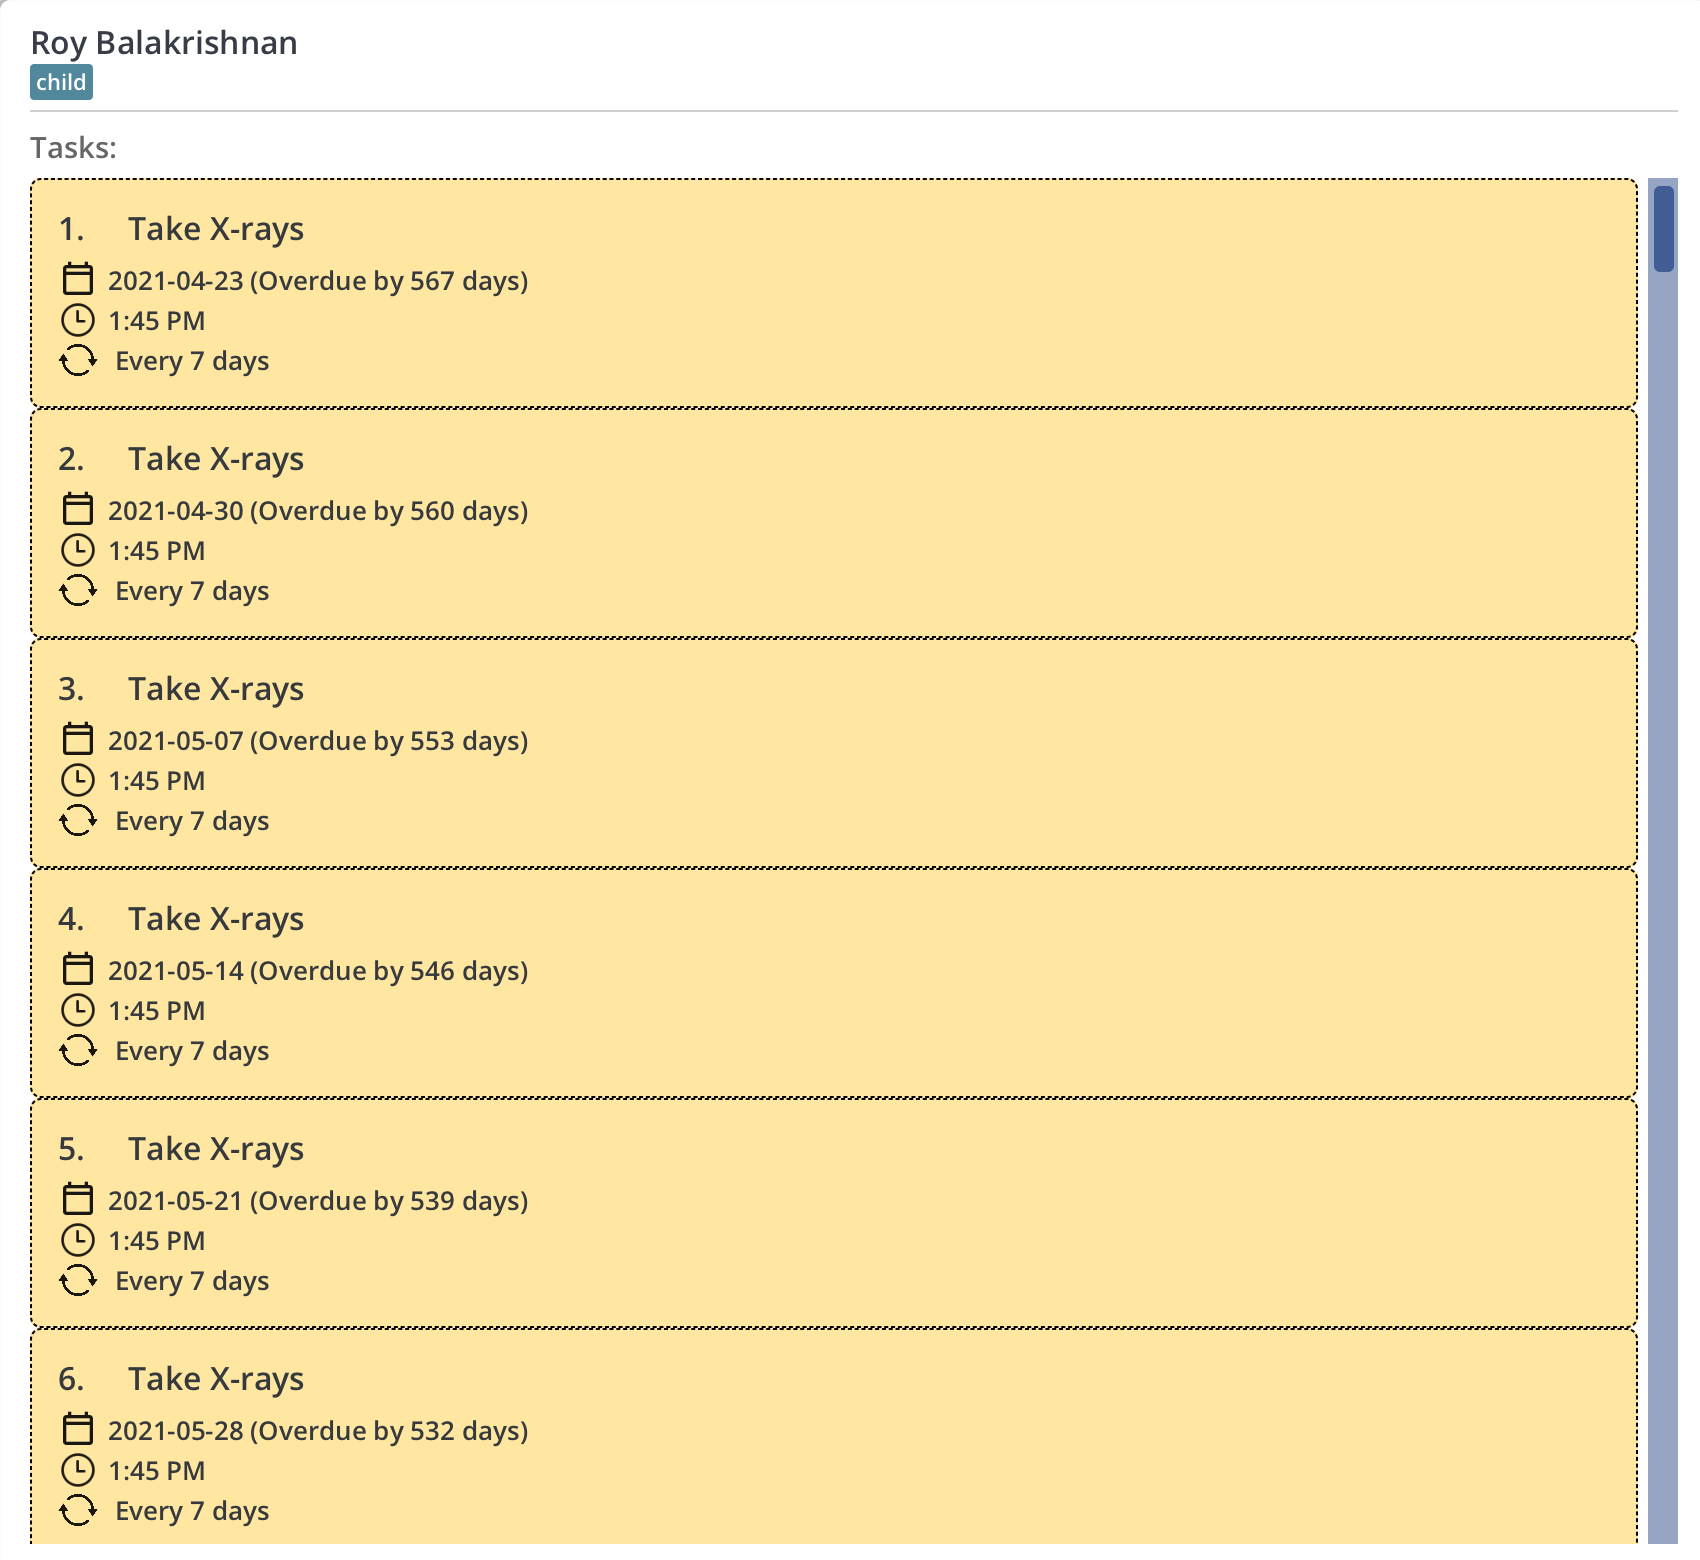 Roy Balakrishnan
child
Tasks:
1. Take X-rays
2021-04-23 (Overdue by 567 days)
1:45 PM
Every 7 days
2. Take X-rays
2021-04-30 (Overdue by 560 days)
1:45 PM
Every 7 days
3. Take X-rays
2021-05-07 (Overdue by 553 days)
1:45 PM
Every 7 days
4. Take X-rays
2021-05-14 (Overdue by 546 days)
1:45 PM
Every 7 days
5. Take X-rays
2021-05-21 (Overdue by 539 days)
1:45 PM
Every 7 days
6. Take X-rays
2021-05-28 (Overdue by 532 days)
1:45 PM
Every 7 days